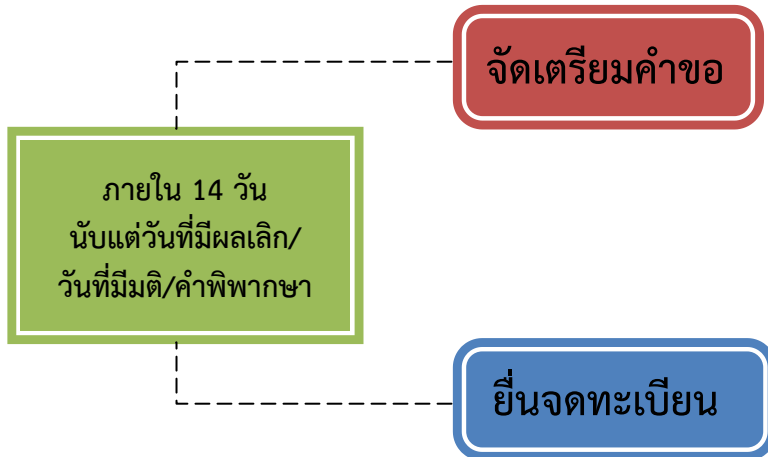 จัดเตรียมคำขอ
ภายใน 14 วัน
นับแต่วันที่มีผลเลิก/
วันที่มีมติ/คำพิพากษา
ยื่นจดทะเบียน